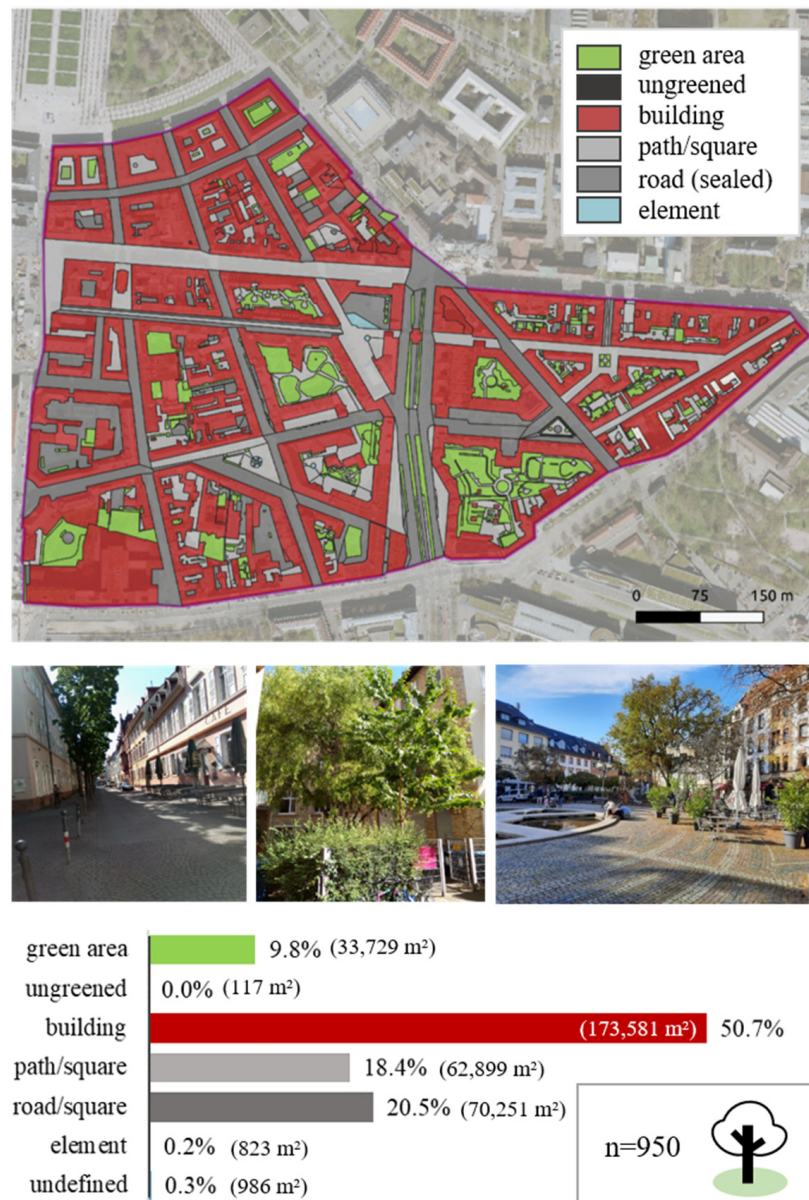 green area
ungreened
building
path/square
road (sealed)
element
0 75 150 m
CAFE
green area 9.8% (33,729 m²)
ungreened 0.0% (117 m²)
building (173,581 m²) 50.7%
path/square 18.4% (62,899 m²)
road/square 20.5% (70,251 m²)
element 0.2% (823 m²)
undefined 0.3% (986 m²)
n=950